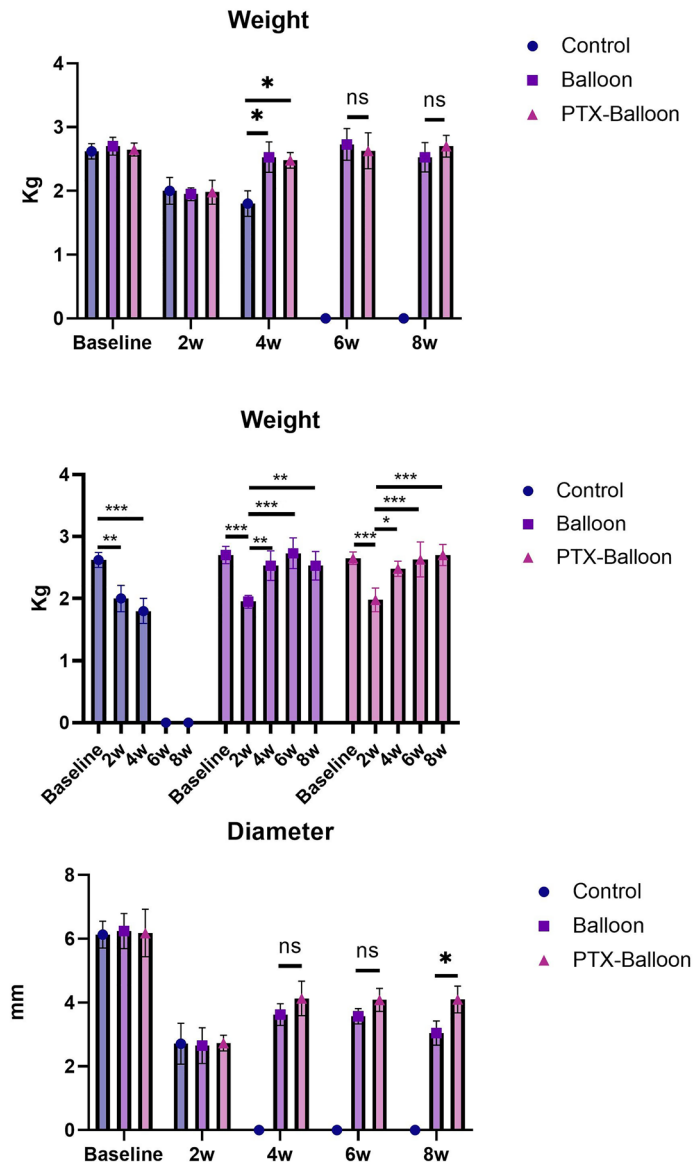 Weight
Control
Balloon
PTX-Balloon
4
3
2
1
0
Kg
*
*
ns
ns
Baseline 2w 4w 6w 8w
Weight
Control
Balloon
PTX-Balloon
4
3
2
1
0
Kg
***
**
**
***
***
**
***
***
***
*
Baseline 2w 4w 6w 8w Baseline 2w 4w 6w 8w Baseline 2w 4w 6w 8w
Diameter
Control
Balloon
PTX-Balloon
8
6
4
2
0
mm
ns
ns
*
Baseline 2w 4w 6w 8w